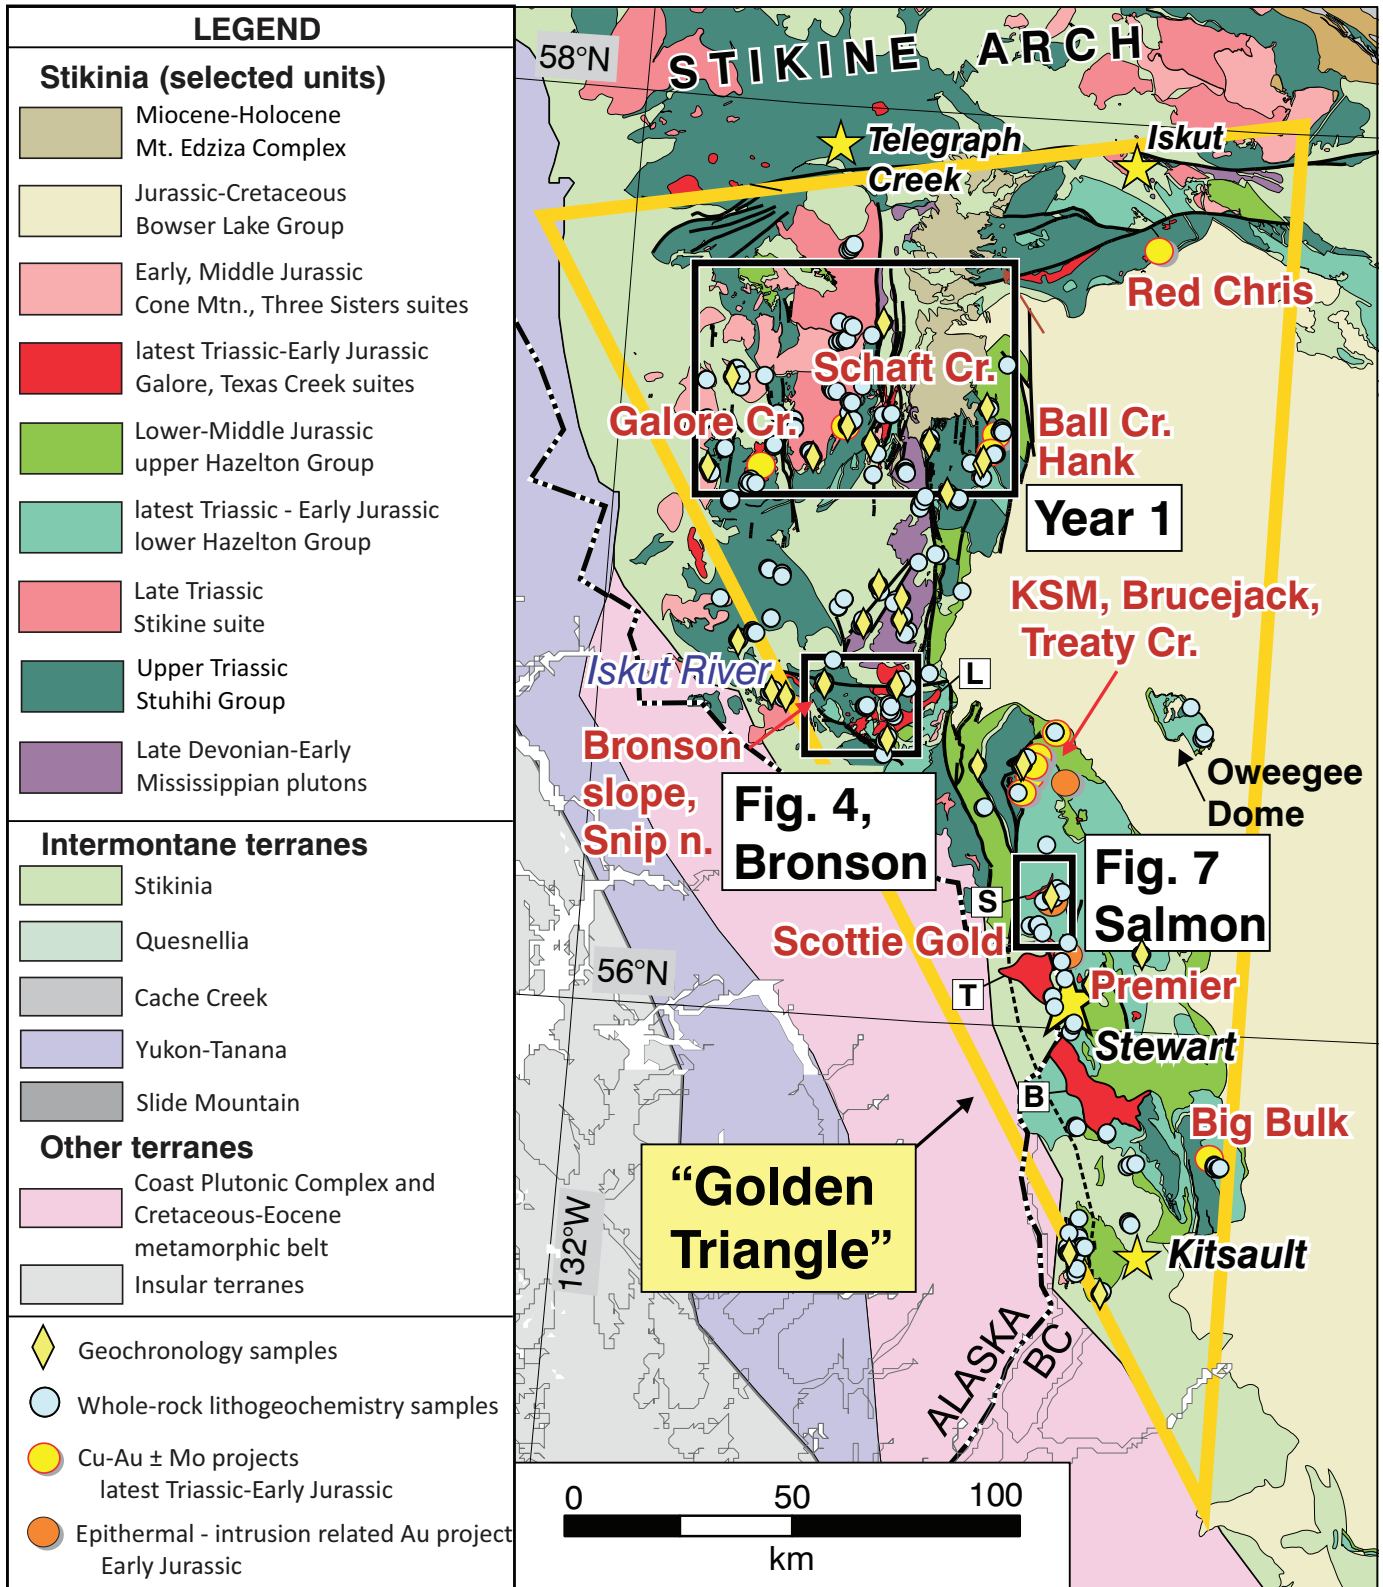 LEGEND
Stikinia (selected units)
Miocene-Holocene
Mt. Edziza Complex
Jurassic-Cretaceous
Bowser Lake Group
Early, Middle Jurassic
Cone Mtn., Three Sisters suites
latest Triassic-Early Jurassic
Galore, Texas Creek suites
Lower-Middle Jurassic
upper Hazelton Group
latest Triassic - Early Jurassic
lower Hazelton Group
Late Triassic
Stikine suite
Upper Triassic
Stuhihi Group
Late Devonian-Early
Mississippian plutons
Intermontane terranes
Stikinia
Quesnellia
Cache Creek
Yukon-Tanana
Slide Mountain
Other terranes
Coast Plutonic Complex and
Cretaceous-Eocene
metamorphic belt
Insular terranes
Geochronology samples
Whole-rock lithogeochemistry samples
Cu-Au ± Mo projects
latest Triassic-Early Jurassic
Epithermal - intrusion related Au project
Early Jurassic
58°N
STIKINE ARCH
Telegraph
Creek
Iskut
Red Chris
Schaft Cr.
Galore Cr.
Ball Cr.
Hank
Year 1
KSM, Brucejack,
Treaty Cr.
Iskut River
L
Bronson
slope,
Snip n.
Fig. 4,
Bronson
Oweegee
Dome
Fig. 7
Salmon
S
Scottie Gold
56°N
T
Premier
Stewart
B
Big Bulk
"Golden
Triangle"
132°W
Kitsault
ALASKA
BC
0 50 100
km